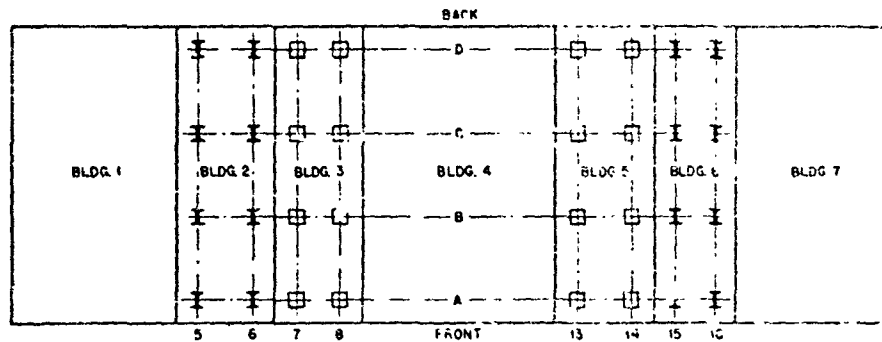 BACK
D
C
BLDG. 1 BLDG. 2 BLDG. 3 BLDG. 4 BLDG. 5 BLDG. 6 BLDG 7
B
A
5 6 7 8 FRONT 13 14 15 16